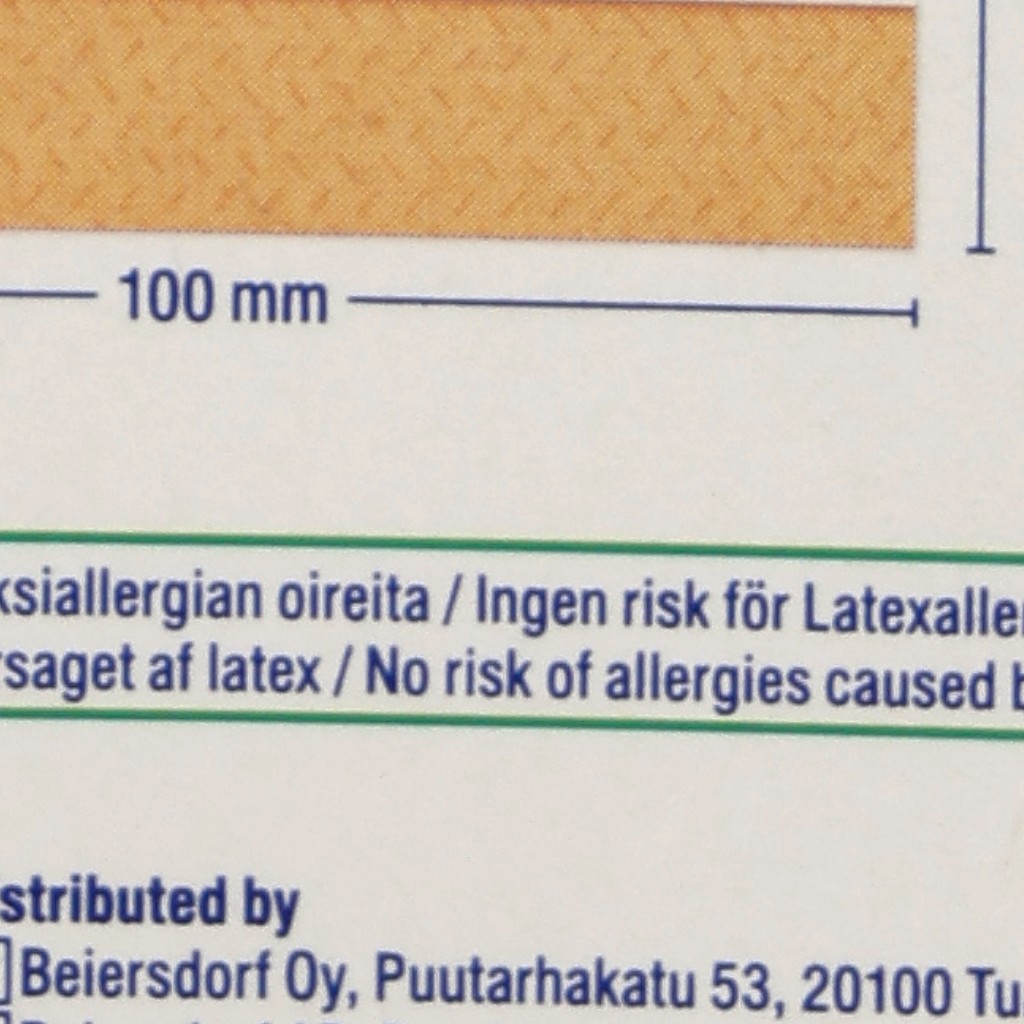 100 mm
ksiallergian oireita / Ingen risk för Latexalle
rsaget af latex / No risk of allergies caused b
stributed by
Beiersdorf Oy, Puutarhakatu 53, 20100 Tu